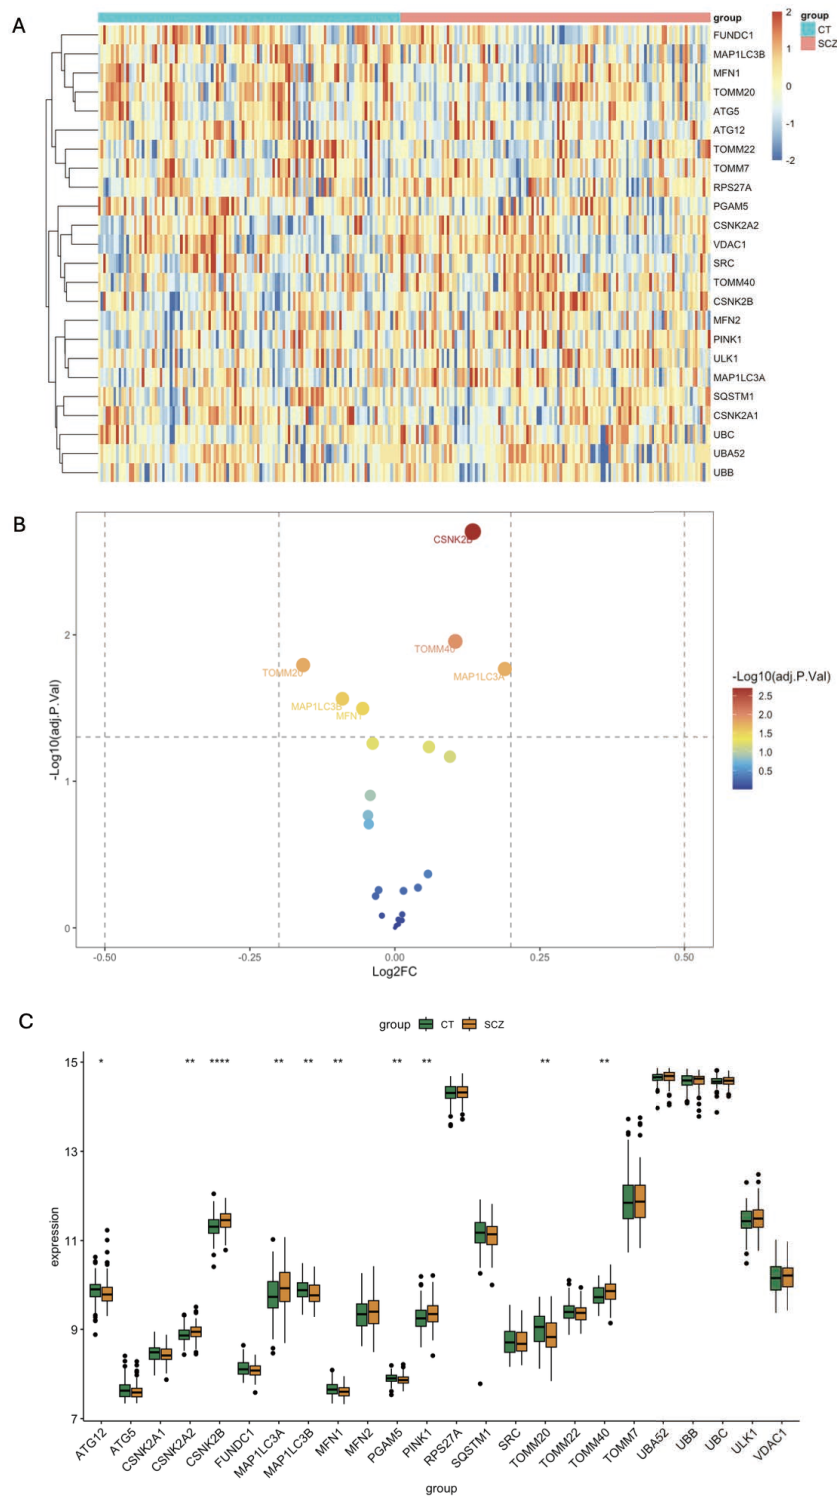 A
group
FUNDC1
MAP1LC3B
MFN1
TOMM20
ATG5
ATG12
TOMM22
TOMM7
RPS27A
PGAM5
CSNK2A2
VDAC1
SRC
TOMM40
CSNK2B
MFN2
PINK1
ULK1
MAP1LC3A
SQSTM1
CSNK2A1
UBC
UBA52
UBB
2
1
0
-1
-2
group
CT
SCZ
B
CSNK2B
TOMM40
TOMM20
MAP1LC3A
MAP1LC3B
MFN1
2
1
0
-Log10(adj.P.Val)
-0.50
-0.25
0.00
0.25
0.50
Log2FC
-Log10(adj.P.Val)
2.5
2.0
1.5
1.0
0.5
C
group CT SCZ
* ** **** ** ** ** ** ** ** **
15
13
11
9
7
expression
ATG12
ATG5
CSNK2A1
CSNK2A2
CSNK2B
FUNDC1
MAP1LC3A
MAP1LC3B
MFN1
MFN2
PGAM5
PINK1
RPS27A
SQSTM1
SRC
TOMM20
TOMM22
TOMM40
TOMM7
UBA52
UBB
UBC
ULK1
VDAC1
group